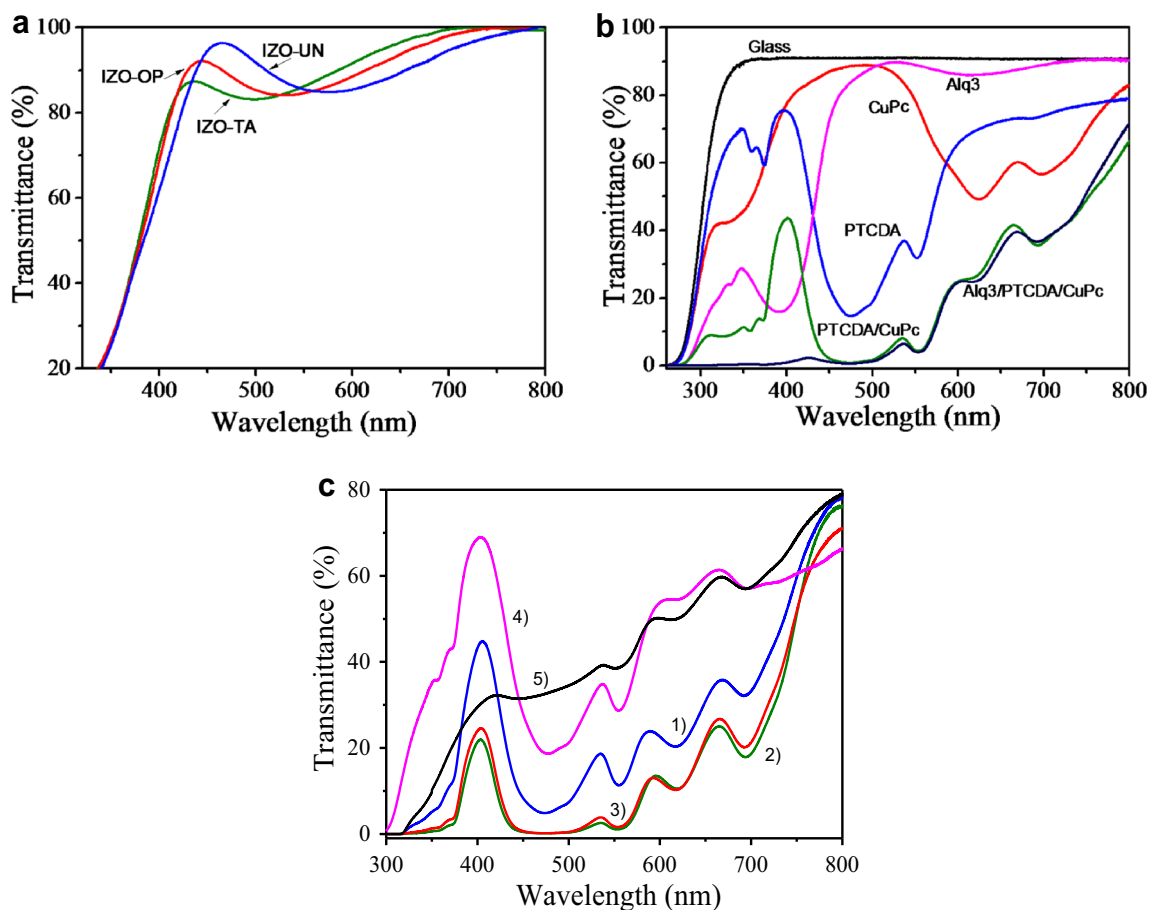 a
100
80
60
40
20
400
500
600
700
800
Transmittance (%)
Wavelength (nm)
IZO-UN
IZO-OP
IZO-TA
b
100
80
60
40
20
0
300
400
500
600
700
800
Transmittance (%)
Wavelength (nm)
Glass
Alq3
CuPc
PTCDA
Alq3/PTCDA/CuPc
PTCDA/CuPc
c
80
60
40
20
0
300
400
500
600
700
800
Transmittance (%)
Wavelength (nm)
4)
5)
1)
2)
3)